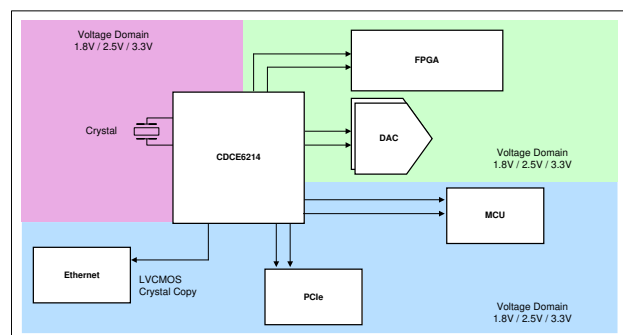 Voltage Domain
1.8V / 2.5V / 3.3V
FPGA
Crystal
CDCE6214
DAC
Voltage Domain
1.8V / 2.5V / 3.3V
MCU
Ethernet
LVCMOS
Crystal Copy
PCIe
Voltage Domain
1.8V / 2.5V / 3.3V